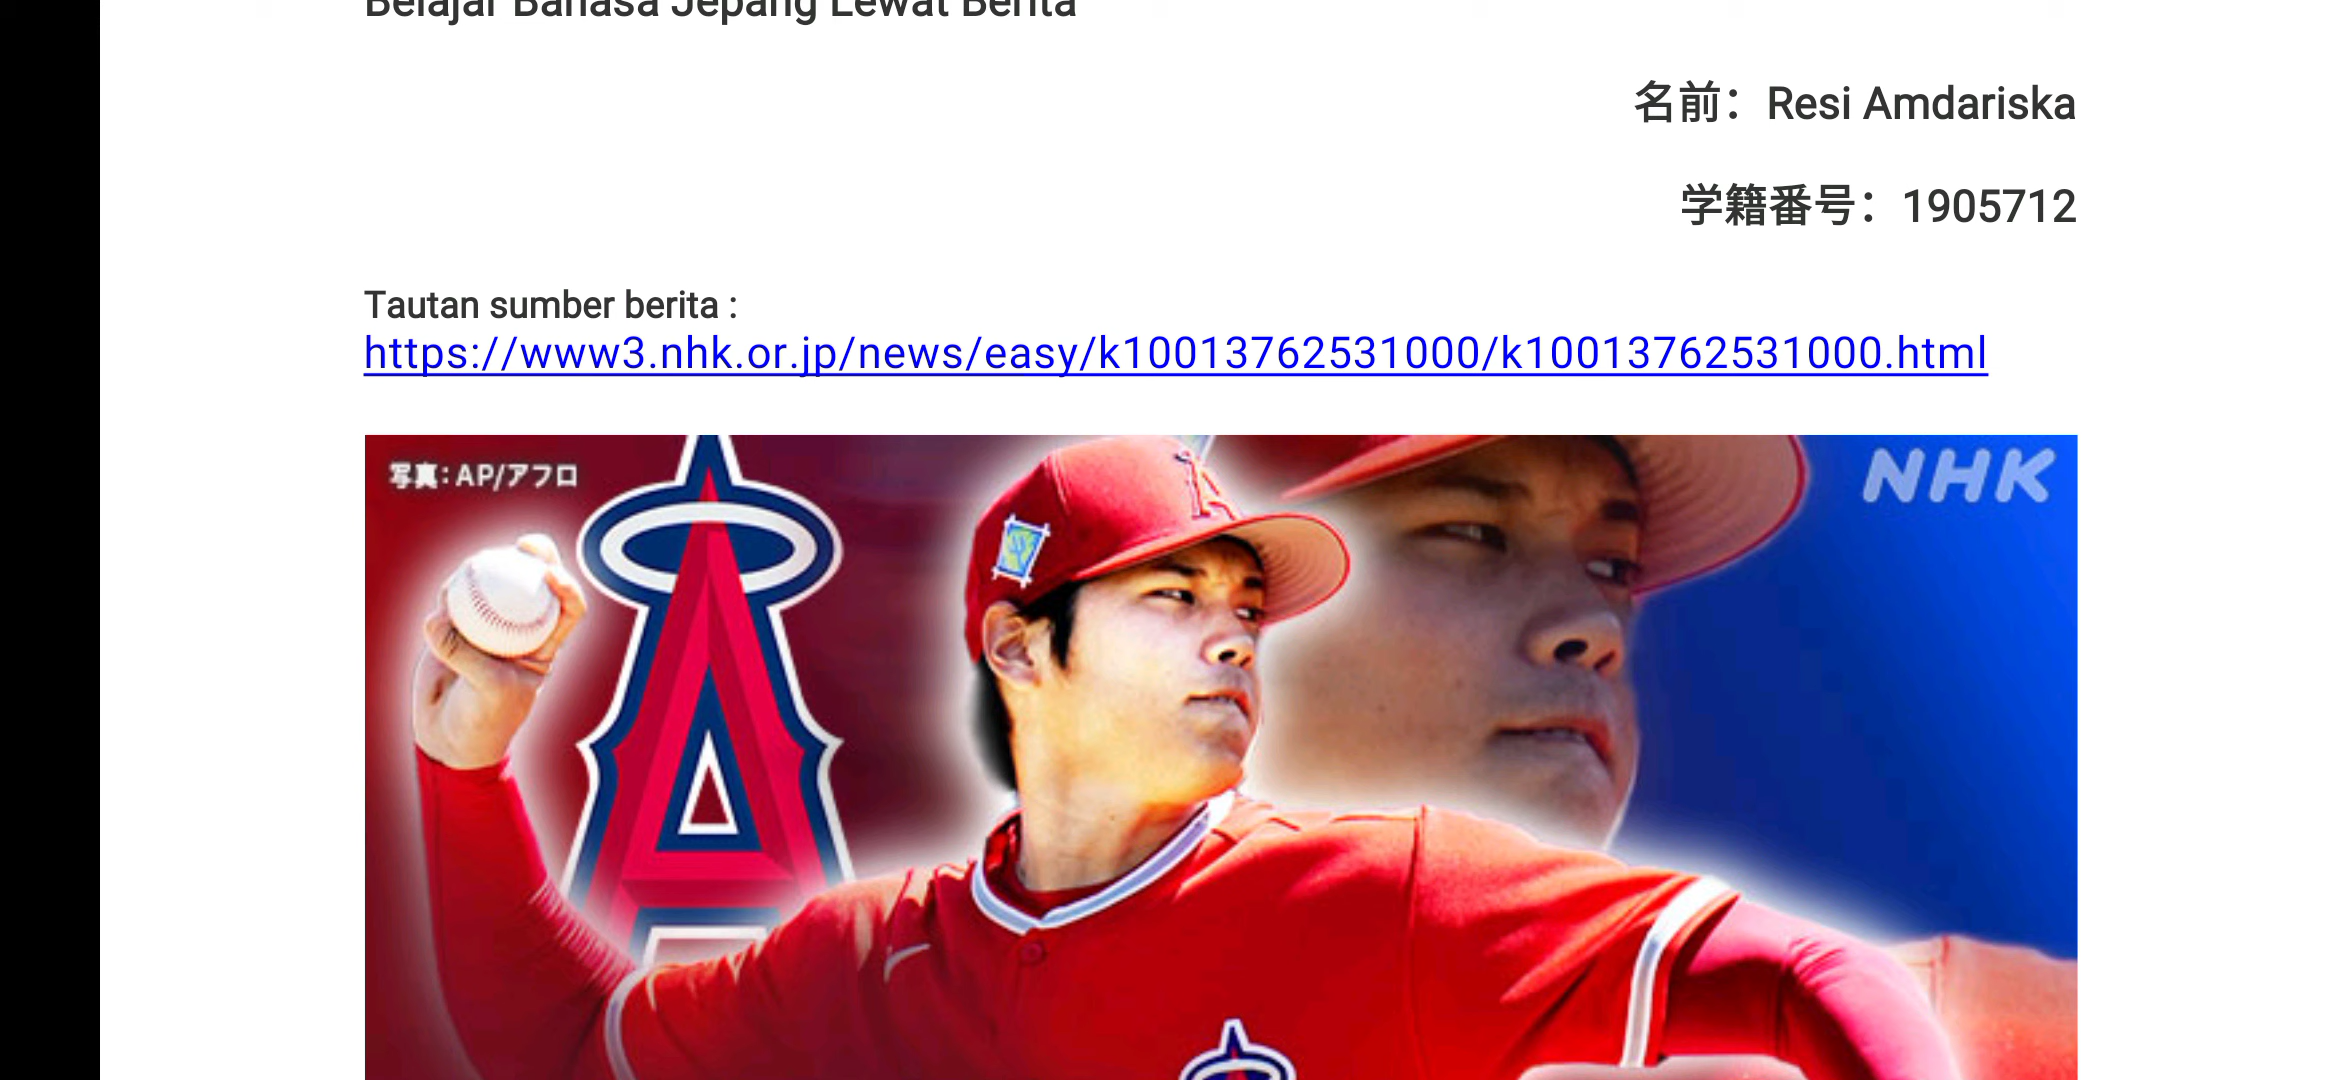 Belajar Bahasa Jepang Lewat Berita
名前：Resi Amdariska
学籍番号：1905712
Tautan sumber berita :
https://www3.nhk.or.jp/news/easy/k10013762531000/k10013762531000.html
写真：AP/アフロ
NHK
A
A